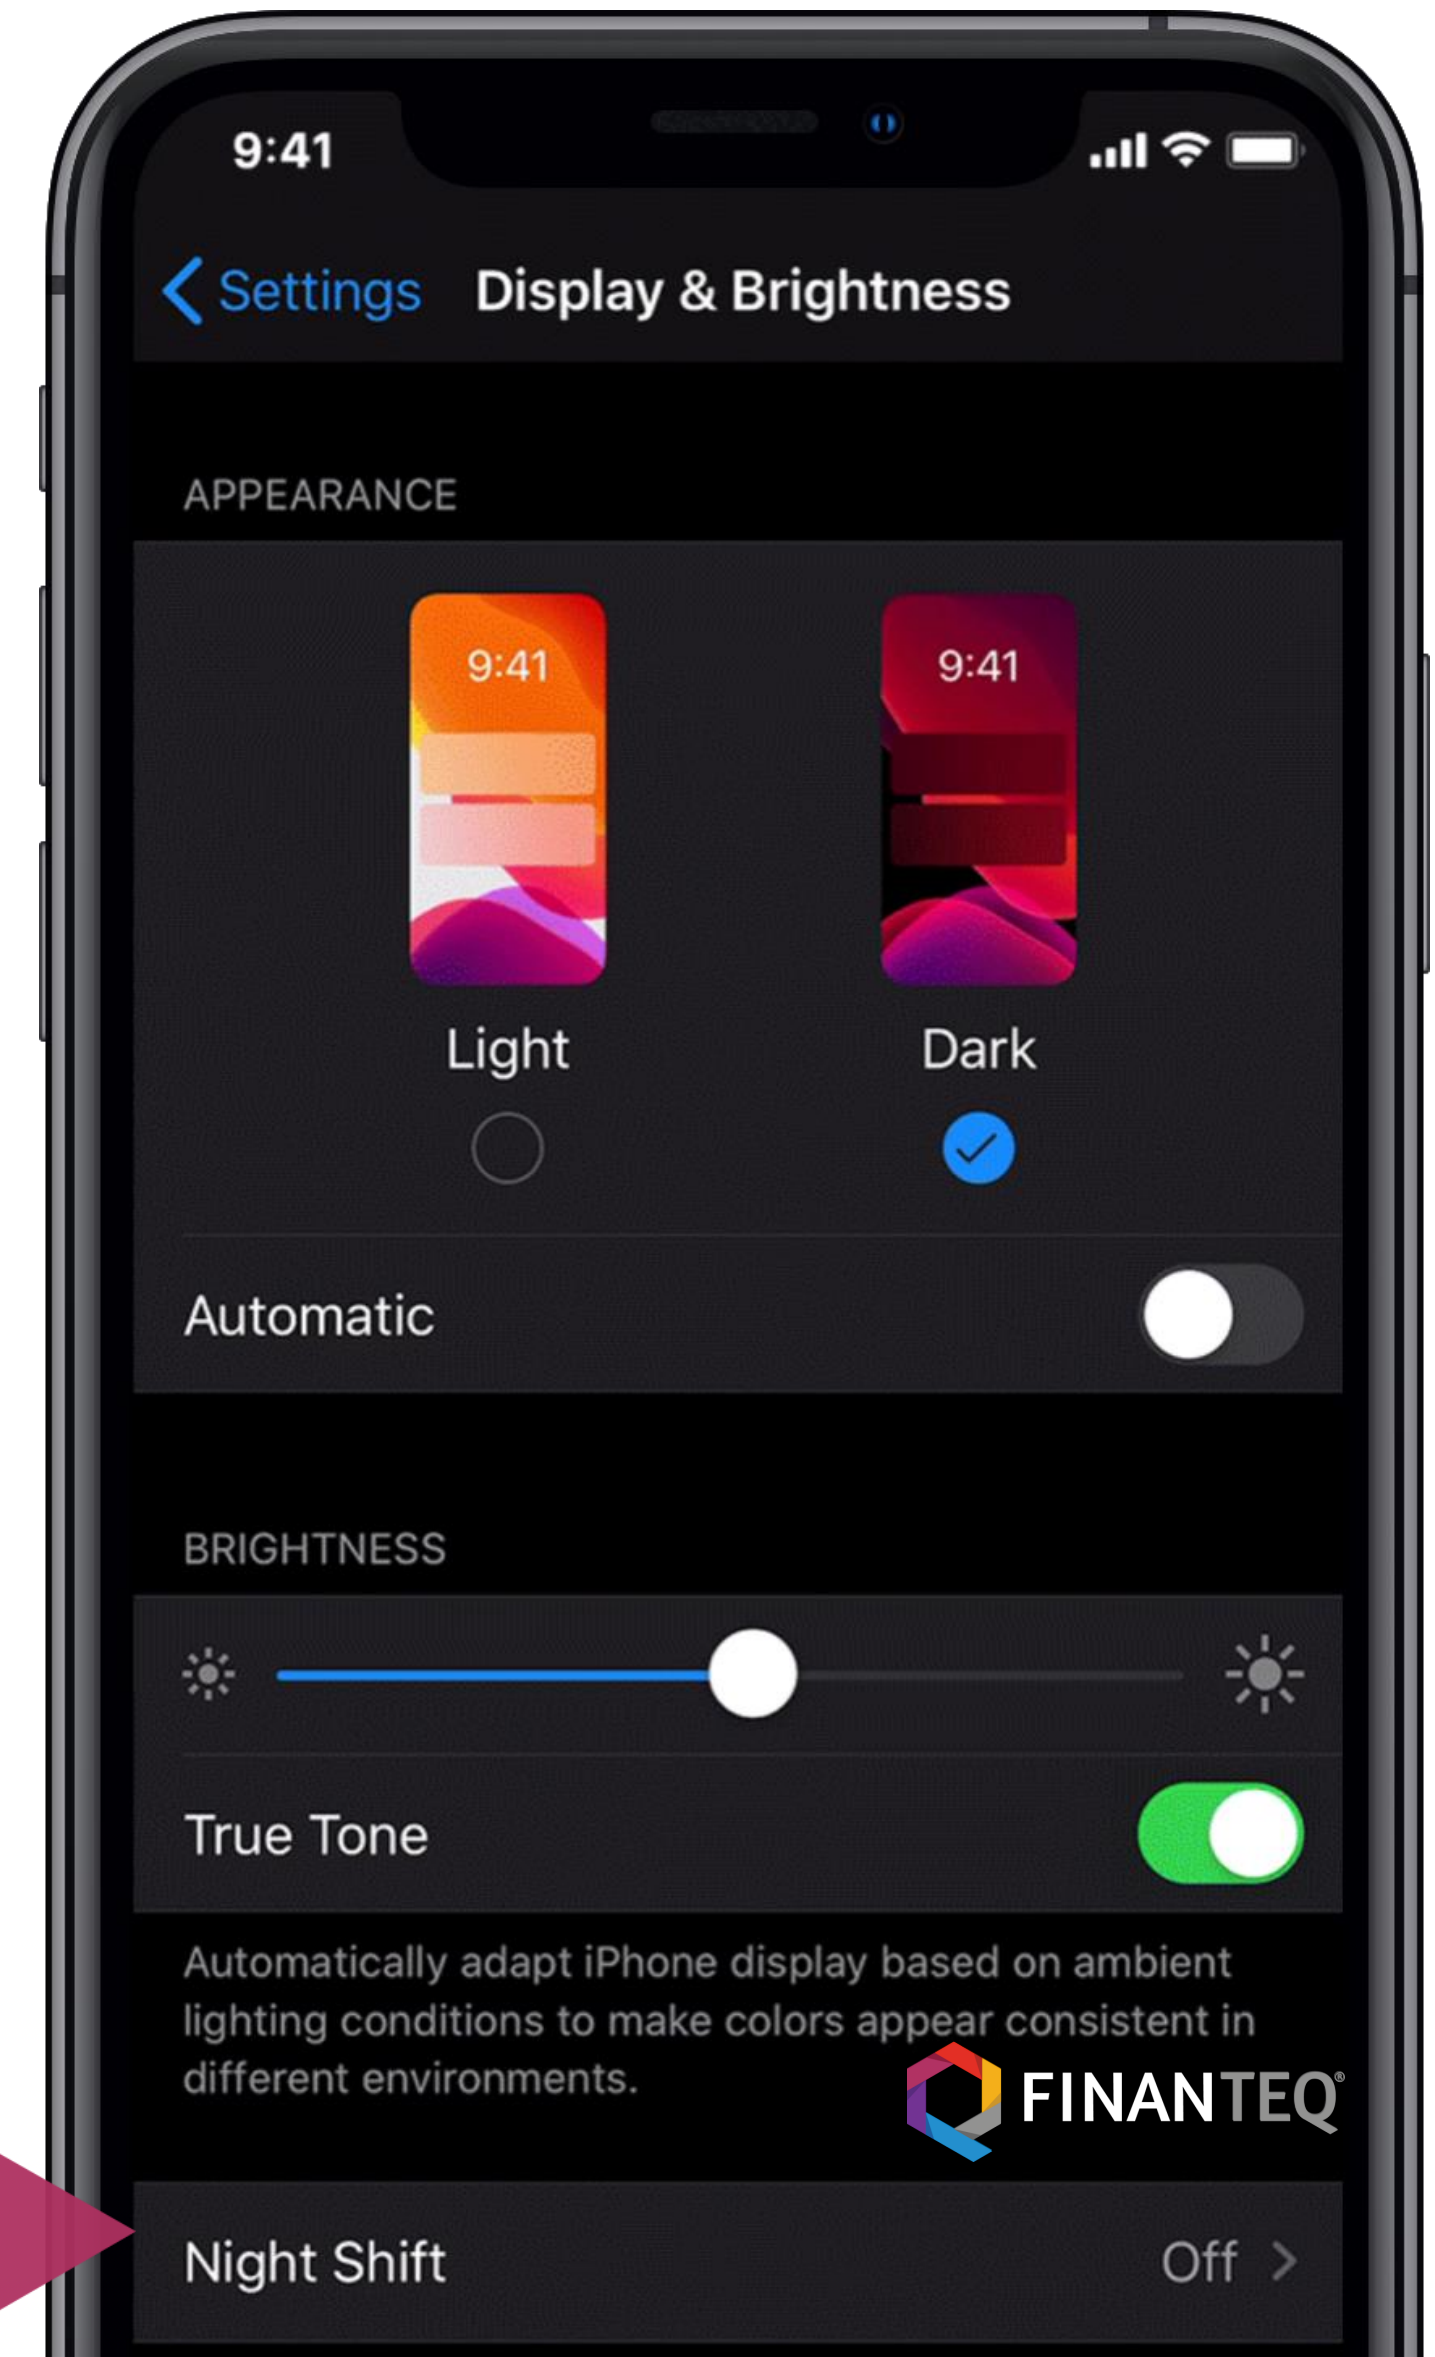 9:41
Settings Display & Brightness
APPEARANCE
9:41 9:41
Light Dark
Automatic
BRIGHTNESS
True Tone
Automatically adapt iPhone display based on ambient
lighting conditions to make colors appear consistent in
different environments.
FINANTEQ®
Night Shift Off